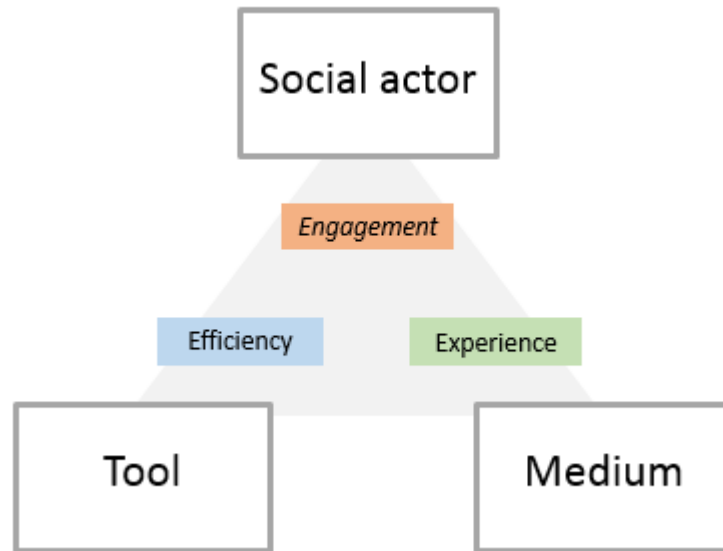 Social actor
Engagement
Efficiency
Experience
Tool
Medium